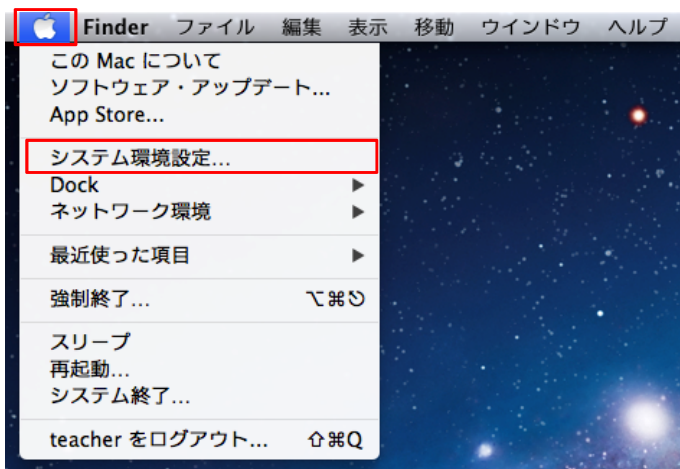 Finder ファイル 編集 表示 移動 ウインドウ ヘルプ
この Mac について
ソフトウェア・アップデート...
App Store...
システム環境設定...
Dock ▶
ネットワーク環境 ▶
最近使った項目 ▶
強制終了... ⌥⌘⎋
スリープ
再起動...
システム終了...
teacher をログアウト... ⇧⌘Q